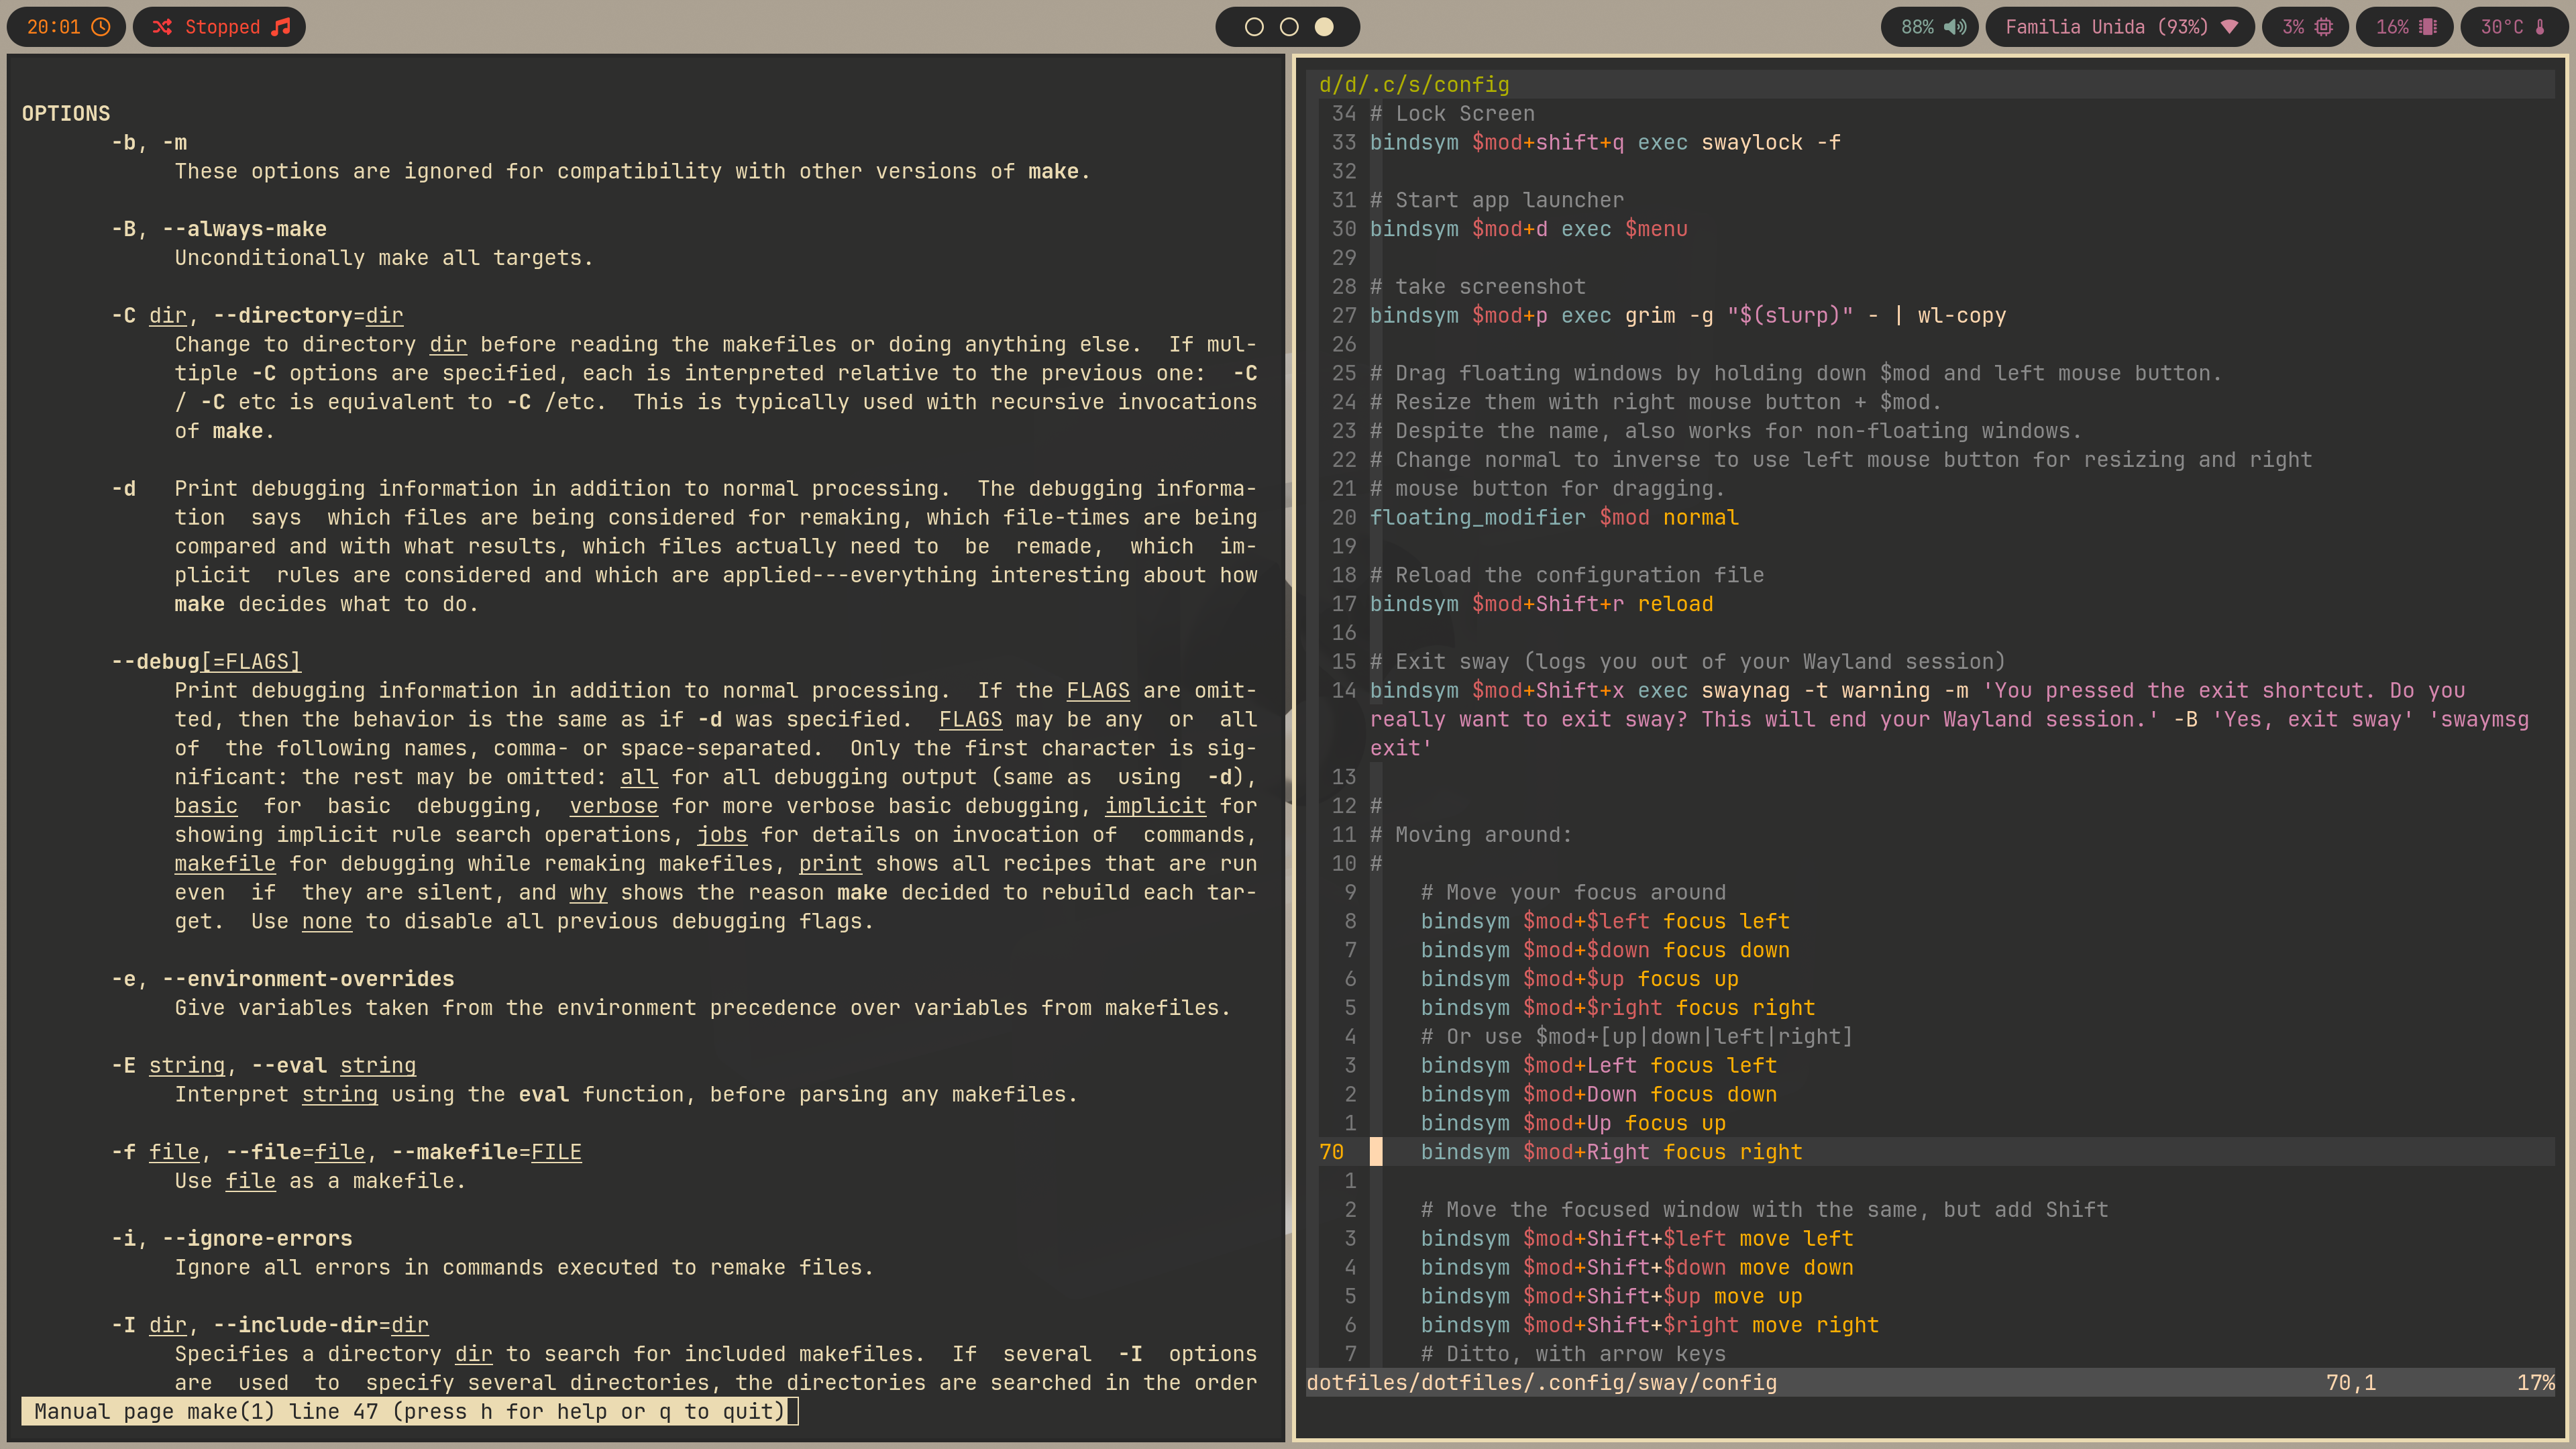 20:01
Stopped
88%
Familia Unida (93%)
3%
16%
30°C
OPTIONS
-b, -m
These options are ignored for compatibility with other versions of make.
-B, --always-make
Unconditionally make all targets.
-C dir, --directory=dir
Change to directory dir before reading the makefiles or doing anything else.  If mul-
tiple -C options are specified, each is interpreted relative to the previous one:  -C
/ -C etc is equivalent to -C /etc.  This is typically used with recursive invocations
of make.
-d   Print debugging information in addition to normal processing.  The debugging informa-
tion  says  which files are being considered for remaking, which file-times are being
compared and with what results, which files actually need to  be  remade,  which  im-
plicit  rules are considered and which are applied---everything interesting about how
make decides what to do.
--debug[=FLAGS]
Print debugging information in addition to normal processing.  If the FLAGS are omit-
ted, then the behavior is the same as if -d was specified.  FLAGS may be any  or  all
of  the following names, comma- or space-separated.  Only the first character is sig-
nificant: the rest may be omitted: all for all debugging output (same as  using  -d),
basic  for  basic  debugging,  verbose for more verbose basic debugging, implicit for
showing implicit rule search operations, jobs for details on invocation of  commands,
makefile for debugging while remaking makefiles, print shows all recipes that are run
even  if  they are silent, and why shows the reason make decided to rebuild each tar-
get.  Use none to disable all previous debugging flags.
-e, --environment-overrides
Give variables taken from the environment precedence over variables from makefiles.
-E string, --eval string
Interpret string using the eval function, before parsing any makefiles.
-f file, --file=file, --makefile=FILE
Use file as a makefile.
-i, --ignore-errors
Ignore all errors in commands executed to remake files.
-I dir, --include-dir=dir
Specifies a directory dir to search for included makefiles.  If  several  -I  options
are  used  to  specify several directories, the directories are searched in the order
Manual page make(1) line 47 (press h for help or q to quit)
d/d/.c/s/config
34 # Lock Screen
33 bindsym $mod+shift+q exec swaylock -f
32
31 # Start app launcher
30 bindsym $mod+d exec $menu
29
28 # take screenshot
27 bindsym $mod+p exec grim -g "$(slurp)" - | wl-copy
26
25 # Drag floating windows by holding down $mod and left mouse button.
24 # Resize them with right mouse button + $mod.
23 # Despite the name, also works for non-floating windows.
22 # Change normal to inverse to use left mouse button for resizing and right
21 # mouse button for dragging.
20 floating_modifier $mod normal
19
18 # Reload the configuration file
17 bindsym $mod+Shift+r reload
16
15 # Exit sway (logs you out of your Wayland session)
14 bindsym $mod+Shift+x exec swaynag -t warning -m 'You pressed the exit shortcut. Do you
really want to exit sway? This will end your Wayland session.' -B 'Yes, exit sway' 'swaymsg
exit'
13
12 #
11 # Moving around:
10 #
9     # Move your focus around
8     bindsym $mod+$left focus left
7     bindsym $mod+$down focus down
6     bindsym $mod+$up focus up
5     bindsym $mod+$right focus right
4     # Or use $mod+[up|down|left|right]
3     bindsym $mod+Left focus left
2     bindsym $mod+Down focus down
1     bindsym $mod+Up focus up
70     bindsym $mod+Right focus right
1
2     # Move the focused window with the same, but add Shift
3     bindsym $mod+Shift+$left move left
4     bindsym $mod+Shift+$down move down
5     bindsym $mod+Shift+$up move up
6     bindsym $mod+Shift+$right move right
7     # Ditto, with arrow keys
dotfiles/dotfiles/.config/sway/config 70,1 17%